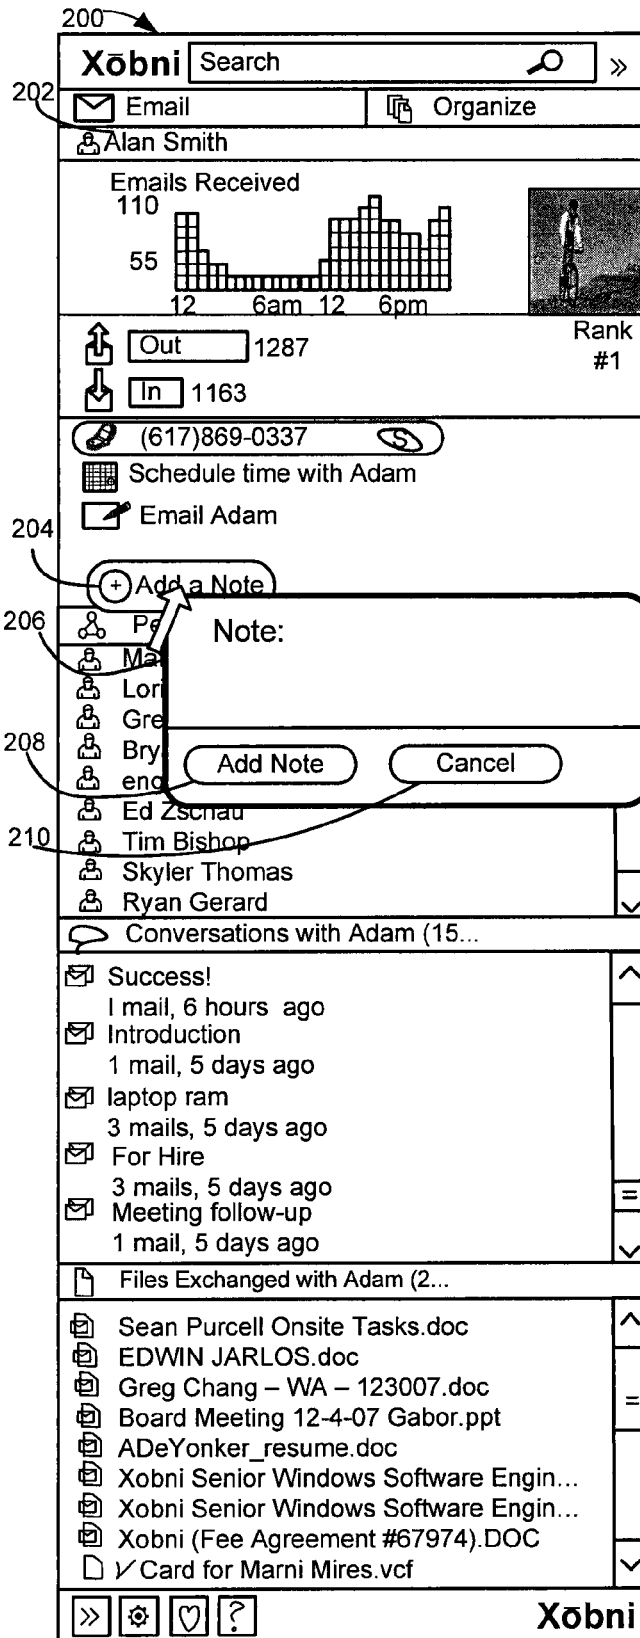 200
Xōbni Search »
202
Email Organize
Alan Smith
Emails Received
110
55
12 6am 12 6pm
Rank
#1
Out 1287
In 1163
(617)869-0337 S
Schedule time with Adam
Email Adam
204
+ Add a Note
206
Pe
Note:
Ma
Lori
Gre
208
Bry
Add Note Cancel
eng
Ed Zschau
210
Tim Bishop
Skyler Thomas
Ryan Gerard
Conversations with Adam (15...
Success!
I mail, 6 hours ago
Introduction
1 mail, 5 days ago
laptop ram
3 mails, 5 days ago
For Hire
3 mails, 5 days ago
Meeting follow-up
1 mail, 5 days ago
Files Exchanged with Adam (2...
Sean Purcell Onsite Tasks.doc
EDWIN JARLOS.doc
Greg Chang – WA – 123007.doc
Board Meeting 12-4-07 Gabor.ppt
ADeYonker_resume.doc
Xobni Senior Windows Software Engin...
Xobni Senior Windows Software Engin...
Xobni (Fee Agreement #67974).DOC
V Card for Marni Mires.vcf
» ? Xōbni